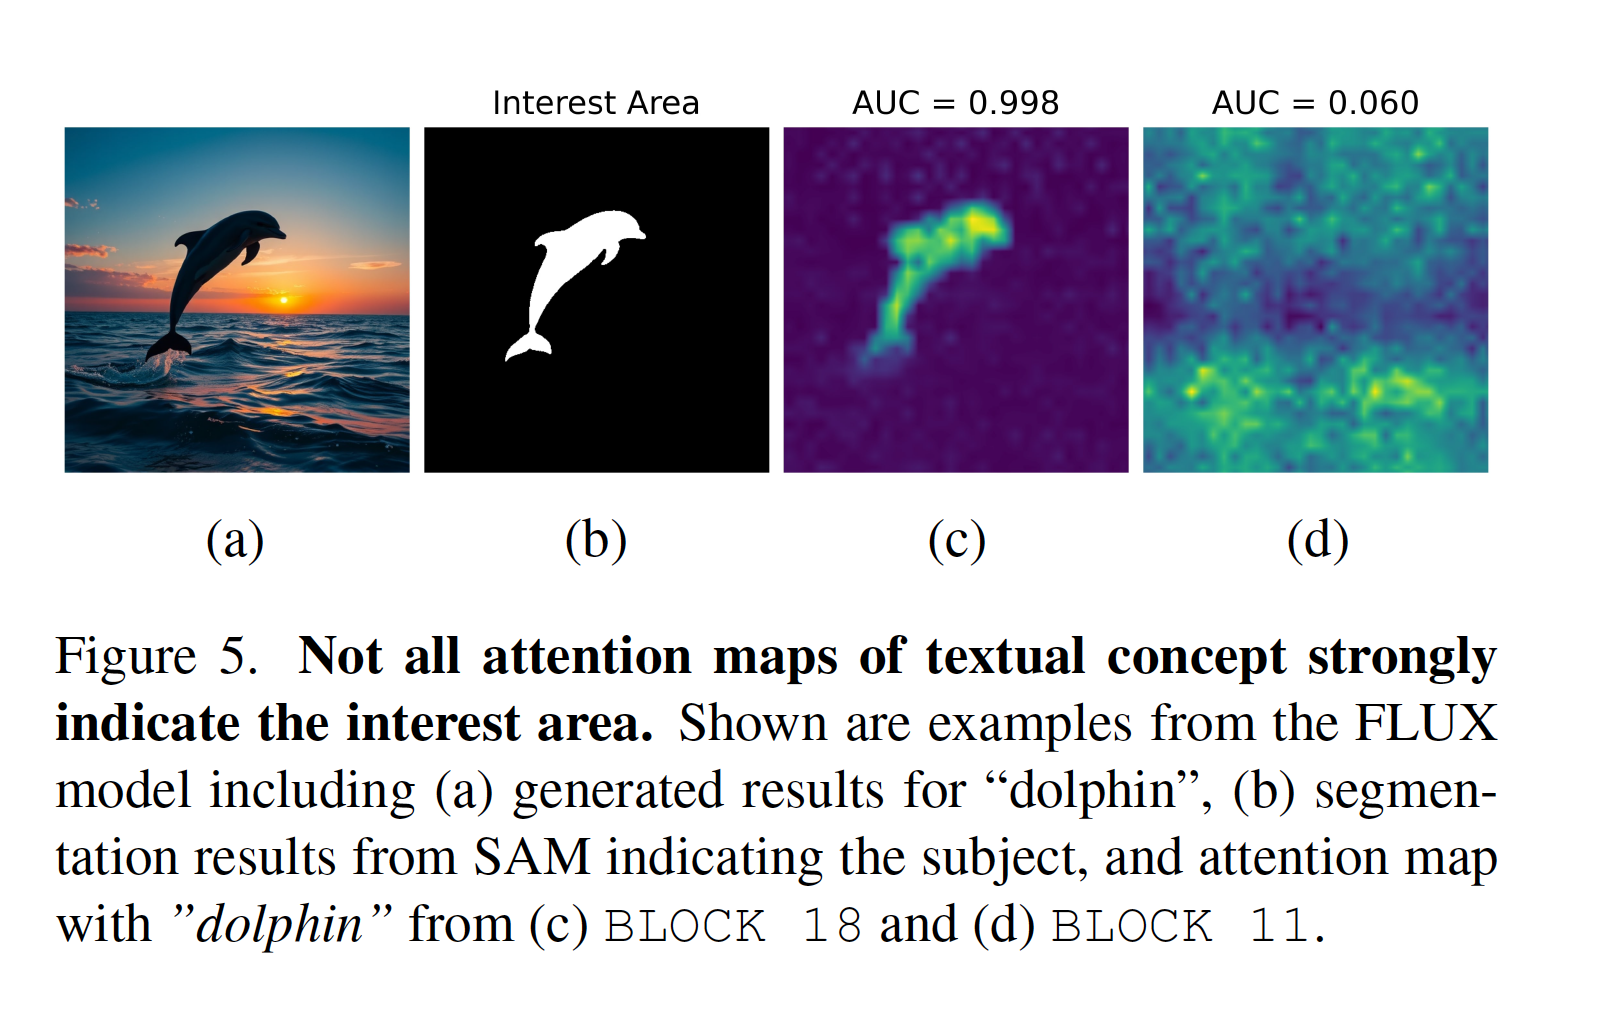 Interest Area AUC = 0.998 AUC = 0.060
(a) (b) (c) (d)
Figure 5. Not all attention maps of textual concept strongly
indicate the interest area. Shown are examples from the FLUX
model including (a) generated results for “dolphin”, (b) segmen-
tation results from SAM indicating the subject, and attention map
with ”dolphin” from (c) BLOCK 18 and (d) BLOCK 11.